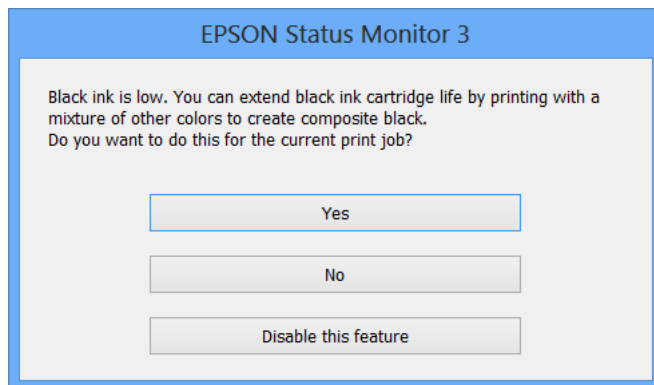 EPSON Status Monitor 3
Black ink is low. You can extend black ink cartridge life by printing with a
mixture of other colors to create composite black.
Do you want to do this for the current print job?
Yes
No
Disable this feature